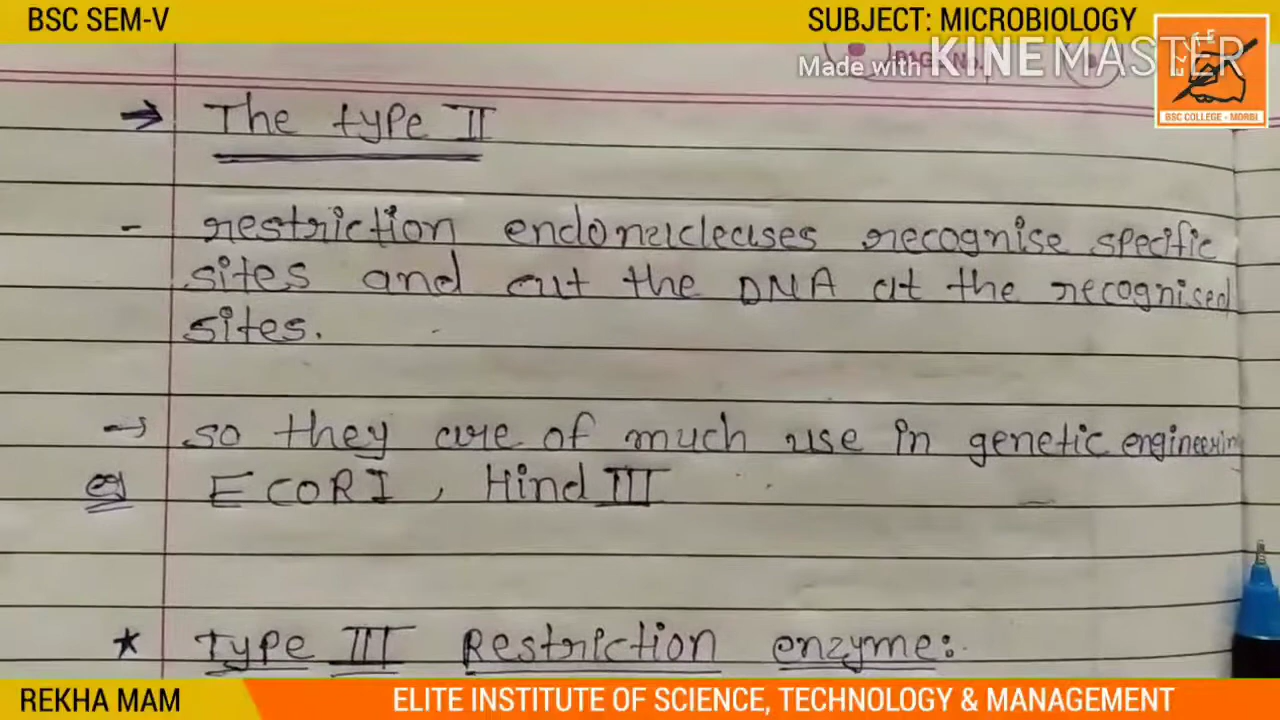 BSC SEM-V
SUBJECT: MICROBIOLOGY
Made with KINEMASTER
BSC COLLEGE - MORBI
→ The type II
- restriction endonucleases recognise specific
sites and cut the DNA at the recognised
sites.
→ so they are of much use in genetic engineering
eg ECORI, Hind III
★ Type III Restriction enzyme:
REKHA MAM
ELITE INSTITUTE OF SCIENCE, TECHNOLOGY & MANAGEMENT